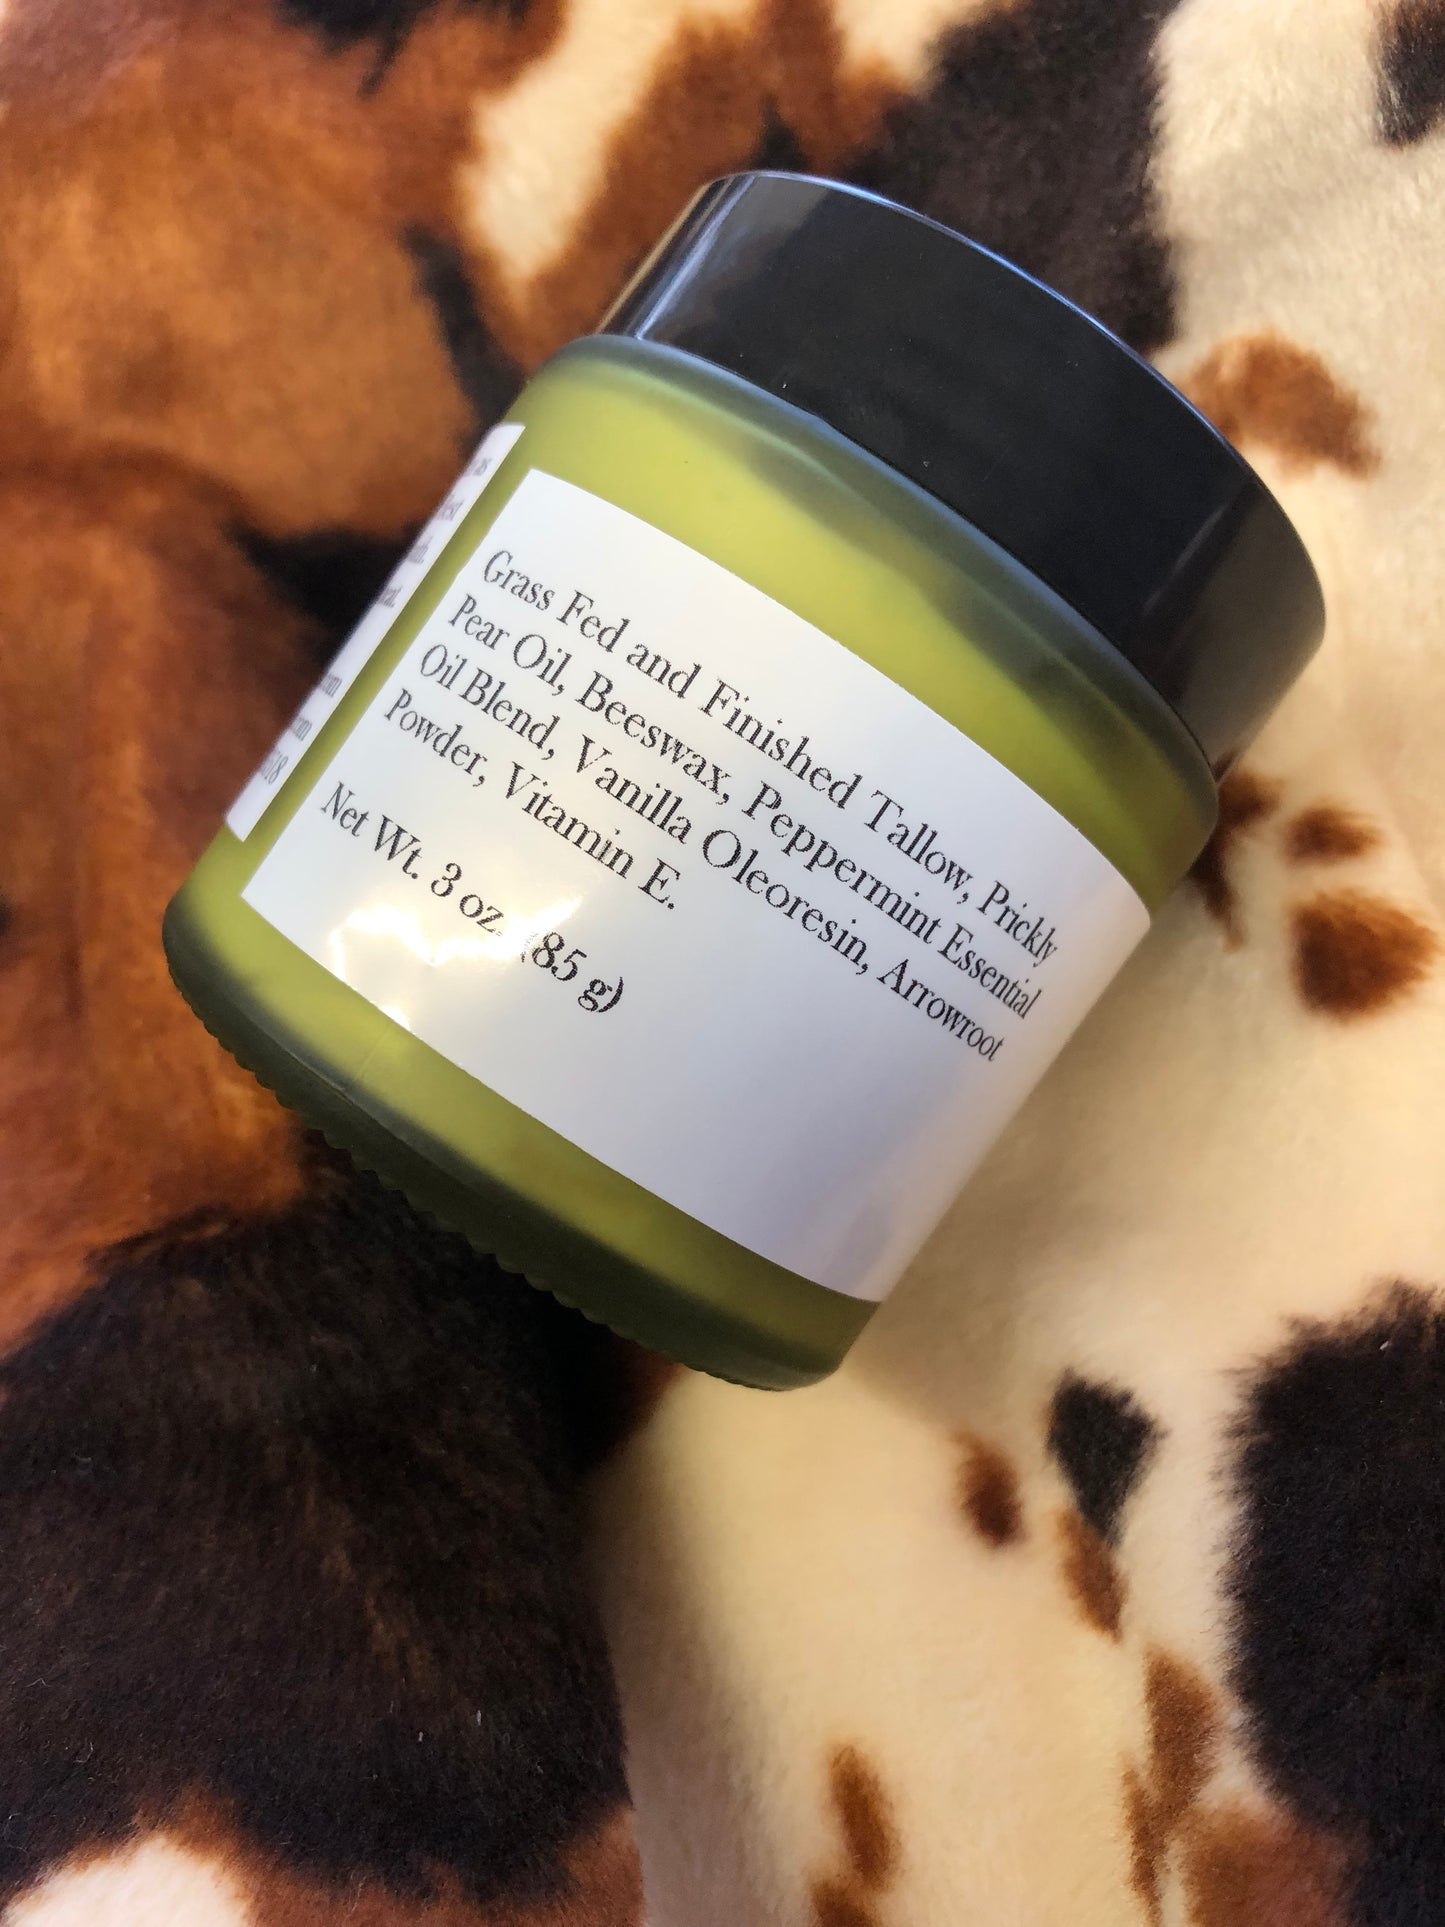 Grass Fed and Finished Tallow, Prickly
Pear Oil, Beeswax, Peppermint Essential
Oil Blend, Vanilla Oleoresin, Arrowroot
Powder, Vitamin E.
Net Wt. 3 oz. (85 g)
as